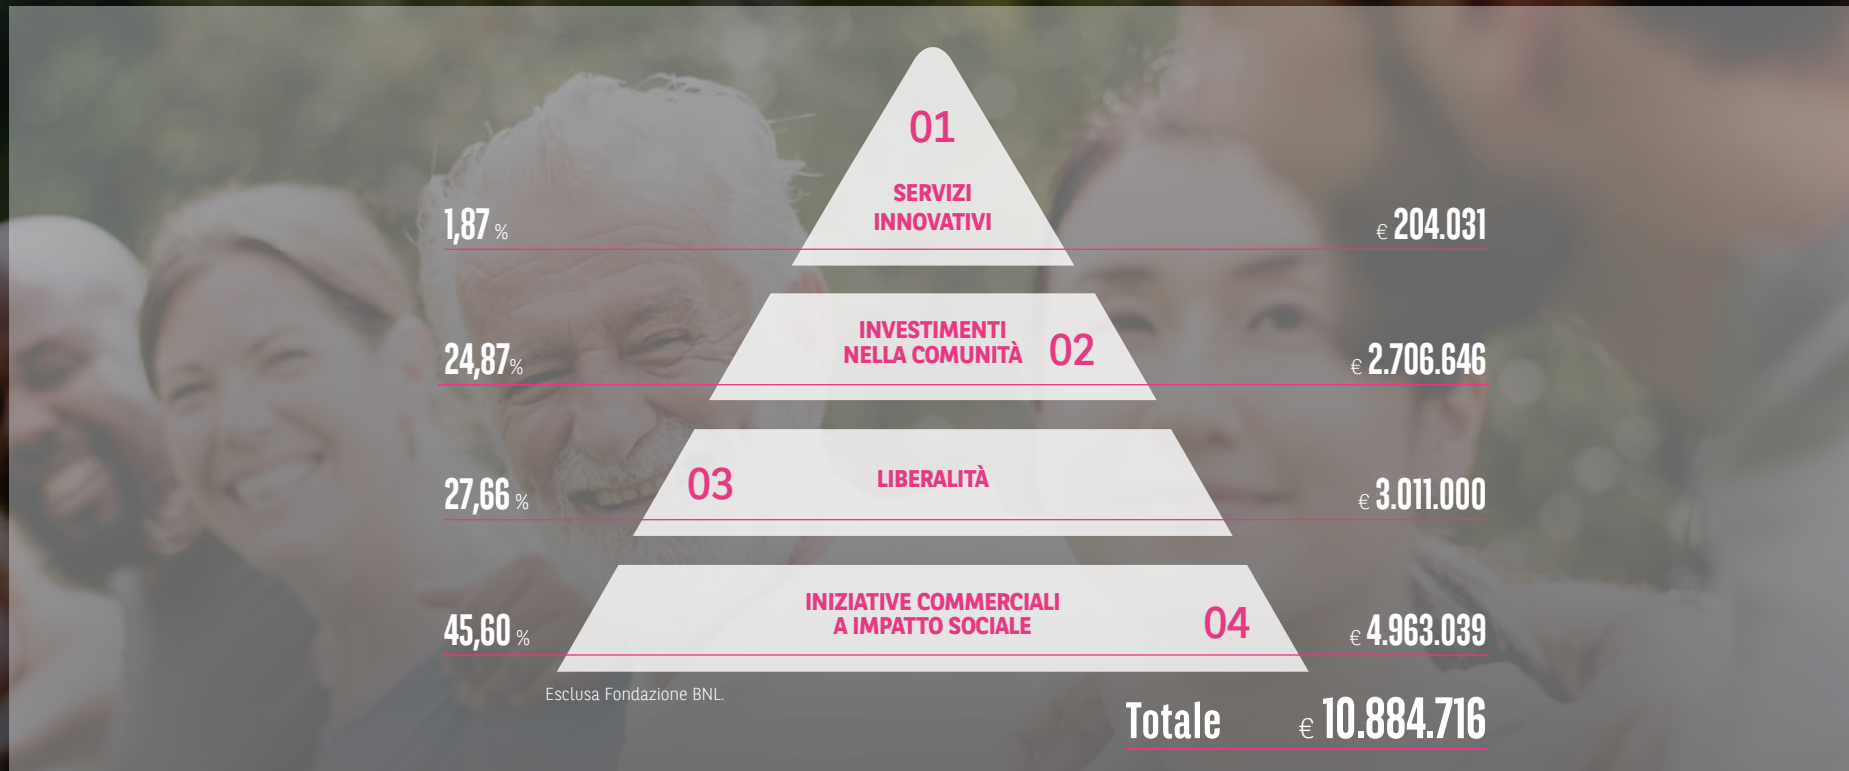 01
SERVIZI
INNOVATIVI
1,87 %
€ 204.031
INVESTIMENTI
NELLA COMUNITÀ
02
24,87%
€ 2.706.646
03
LIBERALITÀ
27,66 %
€ 3.011.000
INIZIATIVE COMMERCIALI
A IMPATTO SOCIALE
04
45,60 %
€ 4.963.039
Esclusa Fondazione BNL.
Totale € 10.884.716